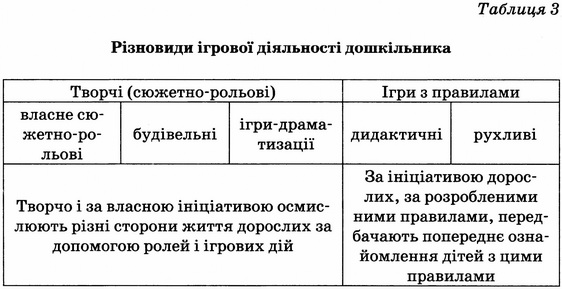 Таблиця 3
Різновиди ігрової діяльності дошкільника
Творчі (сюжетно-рольові)
Ігри з правилами
власне сю-
жетно-ро-
льові
будівельні
ігри-драма-
тизації
дидактичні
рухливі
Творчо і за власною ініціативою осмис-
люють різні сторони життя дорослих за
допомогою ролей і ігрових дій
За ініціативою дорос-
лих, за розробленими
ними правилами, перед-
бачають попереднє озна-
йомлення дітей з цими
правилами